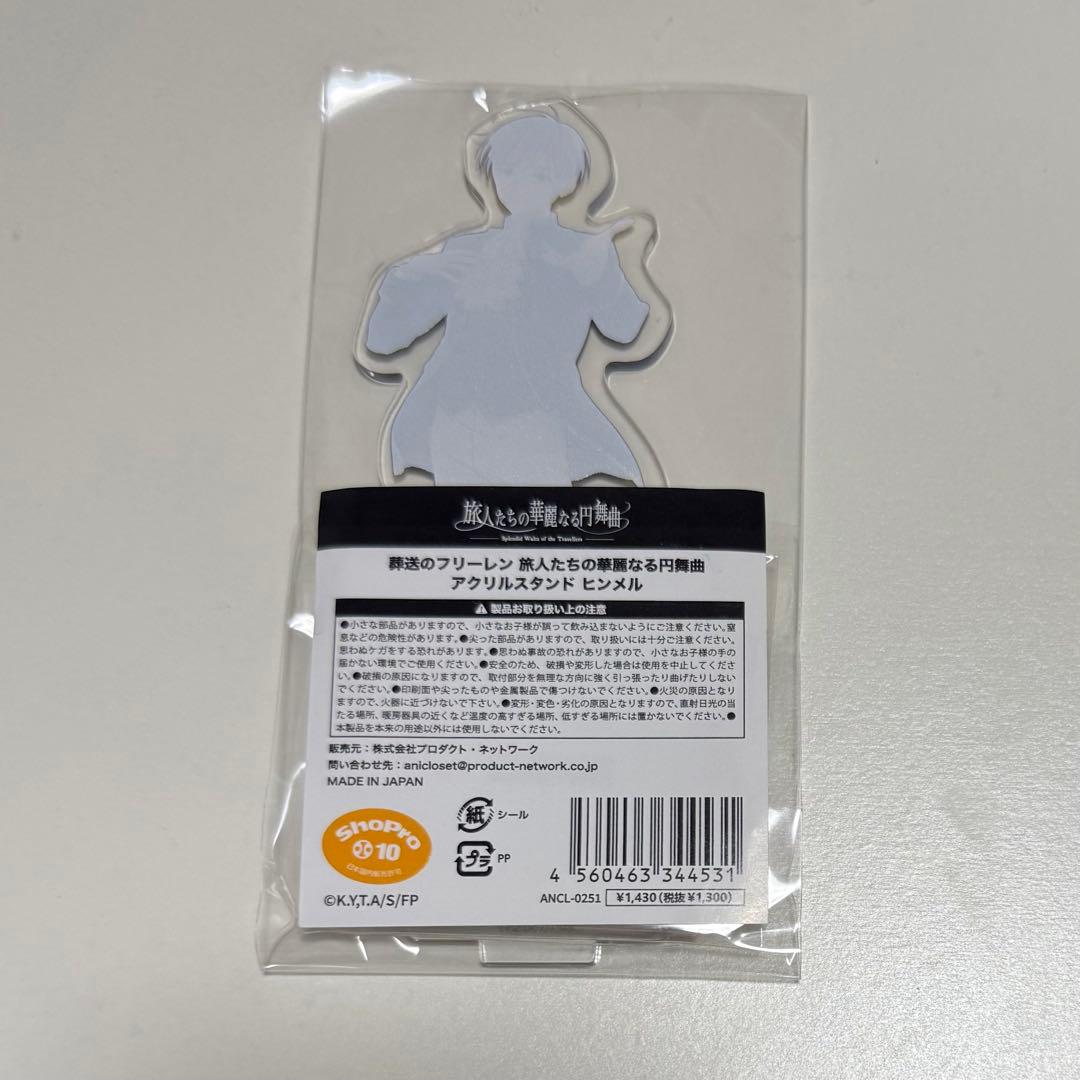 旅人たちの華麗なる円舞曲
Splendid Waltz of the Travellers
葬送のフリーレン 旅人たちの華麗なる円舞曲
アクリルスタンド ヒンメル
⚠ 製品お取り扱い上の注意
●小さな部品がありますので、小さなお子様が誤って飲み込まないようにご注意ください。窒
息などの危険性があります。●尖った部品がありますので、取り扱いには十分ご注意ください。
思わぬケガをする恐れがあります。●思わぬ事故の恐れがありますので、小さなお子様の手の
届かない環境でご使用ください。●安全のため、破損や変形した場合は使用を中止してくださ
い。●破損の原因になりますので、取付部分を無理な方向に強く引っ張ったり曲げたりしない
でください。●印刷面や尖ったものや金属製品で傷つけないでください。●火災の原因となり
ますので、火器に近づけないで下さい。●変形・変色・劣化の原因となりますので、直射日光の当
たる場所、暖房器具の近くなど温度の高すぎる場所、低すぎる場所には置かないでください。●
本製品を本来の用途以外には使用しないでください。
販売元：株式会社プロダクト・ネットワーク
問い合わせ先：anicloset@product-network.co.jp
MADE IN JAPAN
ShoPro
10
日本国内販売許可
紙 シール
プラ PP
4 560463 344531
ANCL-0251 ¥1,430(税抜¥1,300)
©K.Y,T.A/S/FP